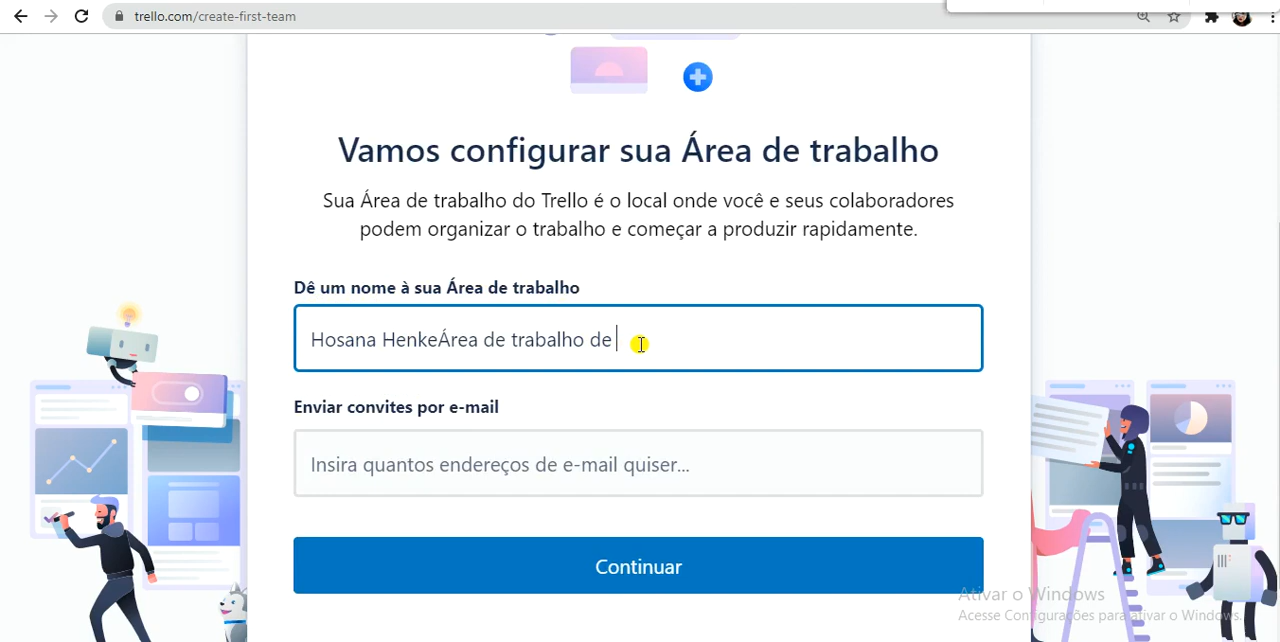 trello.com/create-first-team
Vamos configurar sua Área de trabalho
Sua Área de trabalho do Trello é o local onde você e seus colaboradores
podem organizar o trabalho e começar a produzir rapidamente.
Dê um nome à sua Área de trabalho
Hosana HenkeÁrea de trabalho de
Enviar convites por e-mail
Insira quantos endereços de e-mail quiser...
Continuar
Ativar o Windows
Acesse Configurações para ativar o Windows.